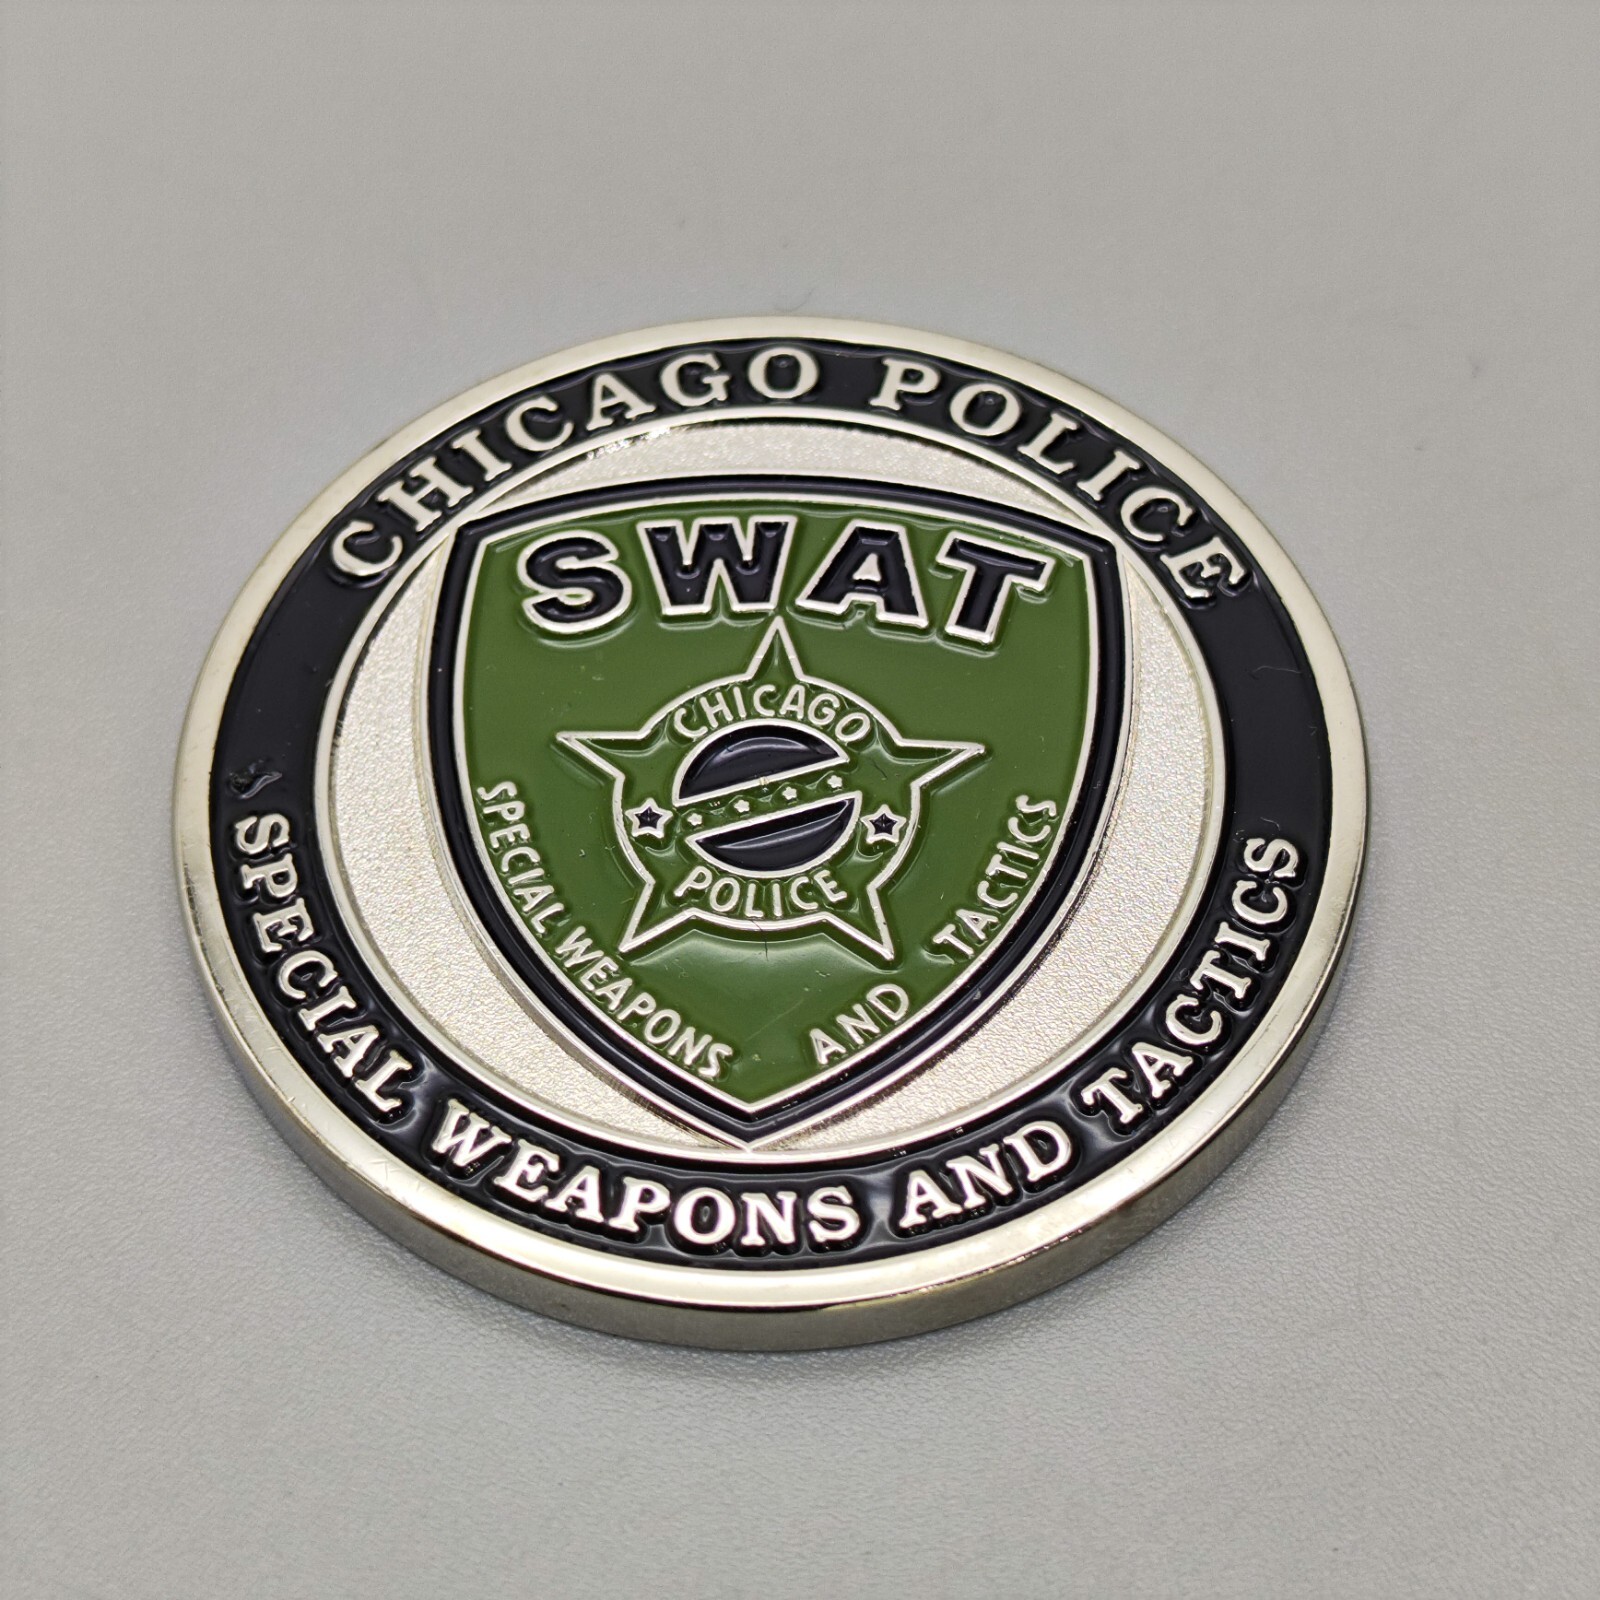 CHICAGO POLICE
SWAT
CHICAGO
POLICE
SPECIAL WEAPONS AND TACTICS
SPECIAL WEAPONS AND TACTICS